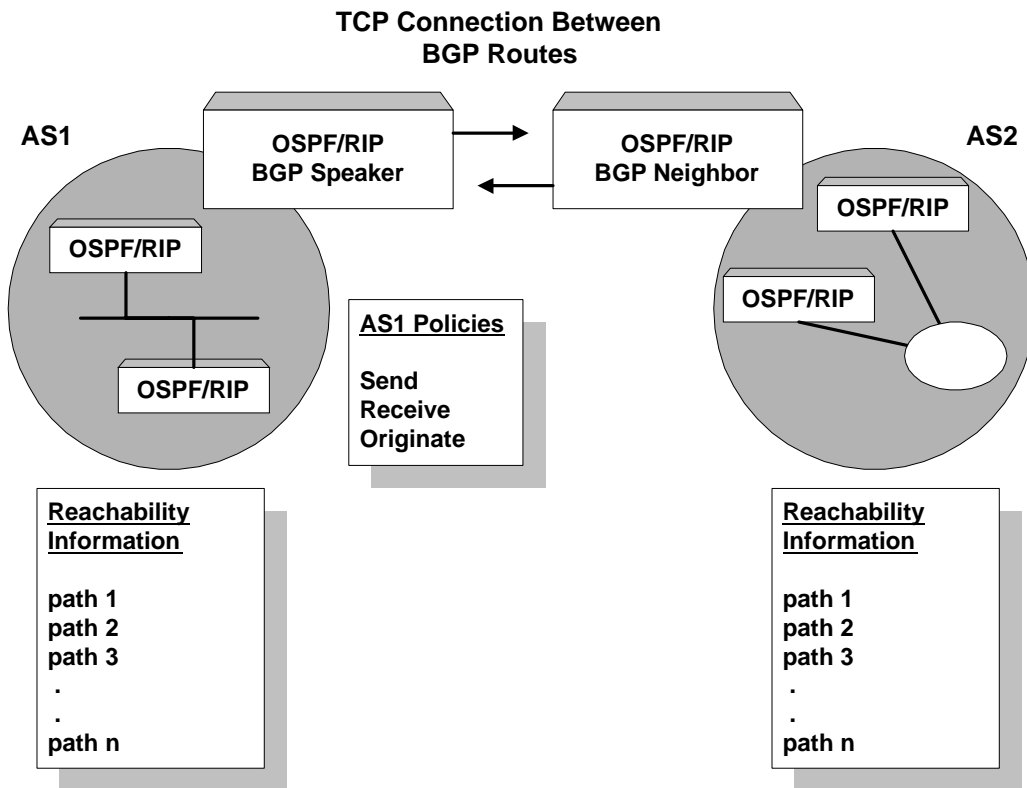 TCP Connection Between
BGP Routes
AS1
OSPF/RIP
BGP Speaker
OSPF/RIP
BGP Neighbor
AS2
OSPF/RIP
OSPF/RIP
OSPF/RIP
OSPF/RIP
AS1 Policies
Send
Receive
Originate
Reachability
Information
path 1
path 2
path 3
.
.
path n
Reachability
Information
path 1
path 2
path 3
.
.
path n